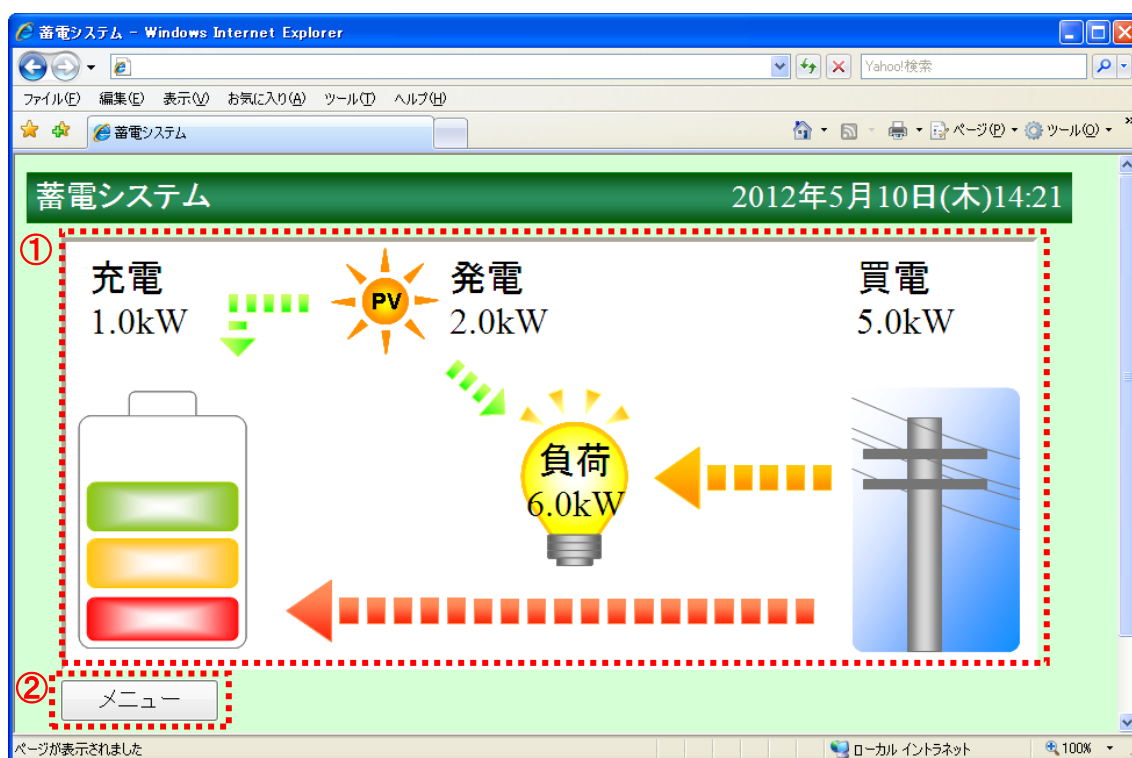 蓄電システム - Windows Internet Explorer
Yahoo!検索
ファイル(F) 編集(E) 表示(V) お気に入り(A) ツール(T) ヘルプ(H)
蓄電システム
ページ(P) ツール(O) »
蓄電システム 2012年5月10日(木)14:21
①
充電
1.0kW
PV
発電
2.0kW
買電
5.0kW
負荷
6.0kW
②
メニュー
ページが表示されました ローカル イントラネット 100%